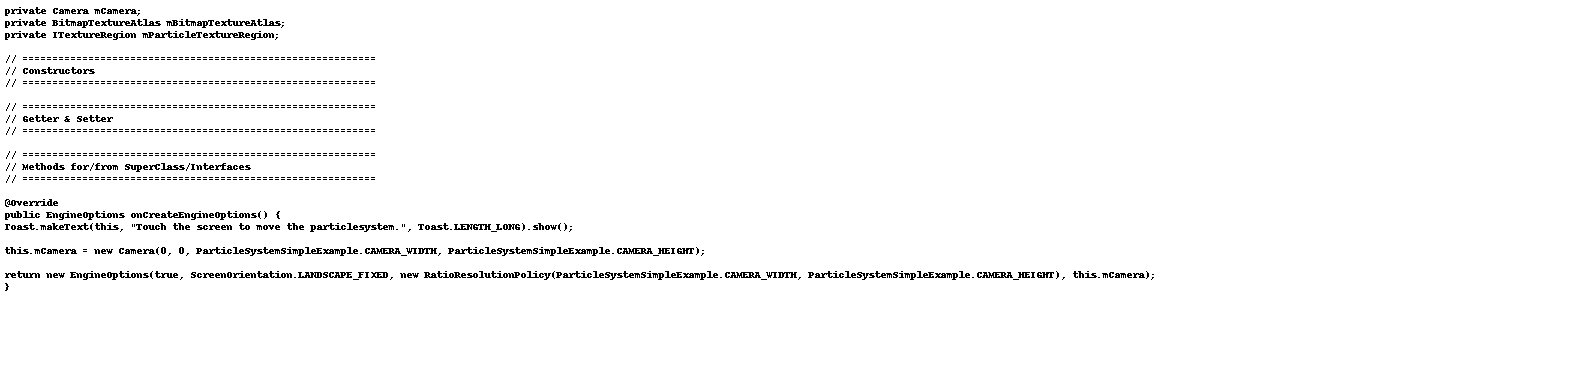 private Camera mCamera;
private BitmapTextureAtlas mBitmapTextureAtlas;
private ITextureRegion mParticleTextureRegion;
// ===========================================================
// Constructors
// ===========================================================
// ===========================================================
// Getter & Setter
// ===========================================================
// ===========================================================
// Methods for/from SuperClass/Interfaces
// ===========================================================
@Override
public EngineOptions onCreateEngineOptions() {
Toast.makeText(this, "Touch the screen to move the particlesystem.", Toast.LENGTH_LONG).show();
this.mCamera = new Camera(0, 0, ParticleSystemSimpleExample.CAMERA_WIDTH, ParticleSystemSimpleExample.CAMERA_HEIGHT);
return new EngineOptions(true, ScreenOrientation.LANDSCAPE_FIXED, new RatioResolutionPolicy(ParticleSystemSimpleExample.CAMERA_WIDTH, ParticleSystemSimpleExample.CAMERA_HEIGHT), this.mCamera);
}